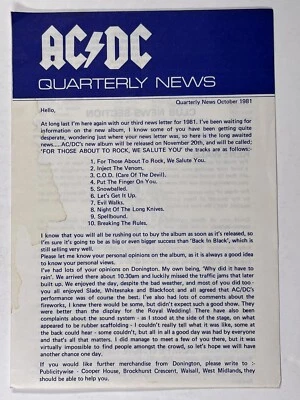 AC/DC
QUARTERLY NEWS
Quarterly News October 1981
Hello,
At long last I'm here again with our third news letter for 1981. I've been waiting for
information on the new album, I know some of you have been getting quite
desperate, wondering just where your news letter was, so here is the long awaited
news.....AC/DC's new album will be released on November 20th, and will be called;
'FOR THOSE ABOUT TO ROCK, WE SALUTE YOU' the tracks are as follows:-
1. For Those About To Rock, We Salute You.
2. Inject The Venom.
3. C.O.D. (Care Of The Devil).
4. Put The Finger On You.
5. Snowballed.
6. Let's Get Up.
7. Evil Walks.
8. Night Of The Long Knives.
9. Spellbound.
10. Breaking The Rules.
I know that you will all be rushing out to buy the album as soon as it's released, so
I'm sure it's going to be as big or even bigger success than 'Back In Black', which is
still selling very well.
Please let me know your personal opinions on the album, as it is always a good idea
to know your personal views.
I've had lots of your opinions on Donington. My own being, 'Why did it have to
rain'. We arrived there about 10.30am and luckily missed the traffic jams that later
built up. We enjoyed the day, despite the bad weather, and most of you did too-
you all enjoyed Slade, Whitesnake and Blackfoot and all agreed that AC/DC's
performance was of course the best. I've also had lots of comments about the
fireworks, I knew there would be some, but didn't expect such a good show. They
were better than the display for the Royal Wedding! There have also been
complaints about the sound system - as I stood at the side of the stage, on what
appeared to be rubber scaffolding - I couldn't really tell what it was like, some at
the back could hear - some couldn't, but all in all a good day was had by everyone
and that's all that matters. I did manage to meet a few of you there, but it was
virtually impossible to find people amongst the crowd, so let's hope we will have
another chance one day.
If you would like further merchandise from Donington, please write to :-
Publicitywise - Cooper House, Brockhurst Crescent, Walsall, West Midlands, they
should be able to help you.